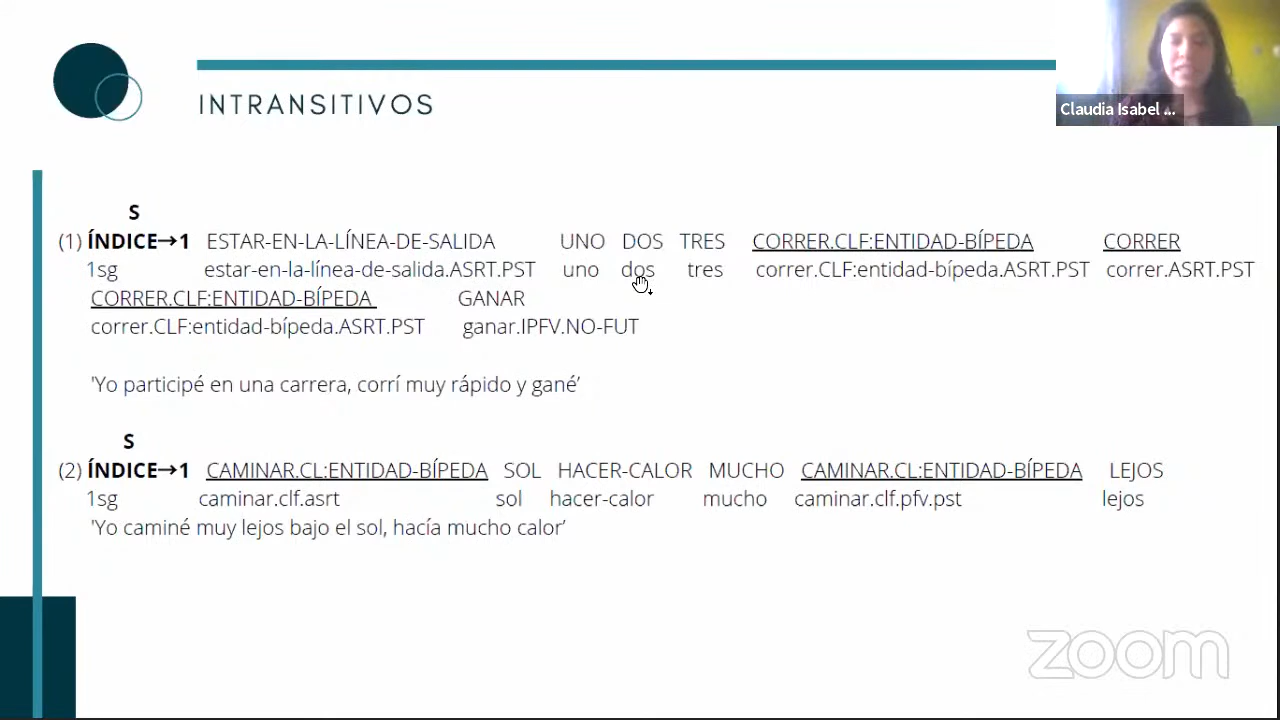 INTRANSITIVOS
Claudia Isabel ...
S
(1) ÍNDICE→1 ESTAR-EN-LA-LÍNEA-DE-SALIDA UNO DOS TRES CORRER.CLF:ENTIDAD-BÍPEDA CORRER
1sg estar-en-la-línea-de-salida.ASRT.PST uno dos tres correr.CLF:entidad-bípeda.ASRT.PST correr.ASRT.PST
CORRER.CLF:ENTIDAD-BÍPEDA GANAR
correr.CLF:entidad-bípeda.ASRT.PST ganar.IPFV.NO-FUT
'Yo participé en una carrera, corrí muy rápido y gané’
S
(2) ÍNDICE→1 CAMINAR.CL:ENTIDAD-BÍPEDA SOL HACER-CALOR MUCHO CAMINAR.CL:ENTIDAD-BÍPEDA LEJOS
1sg caminar.clf.asrt sol hacer-calor mucho caminar.clf.pfv.pst lejos
'Yo caminé muy lejos bajo el sol, hacía mucho calor’
zoom